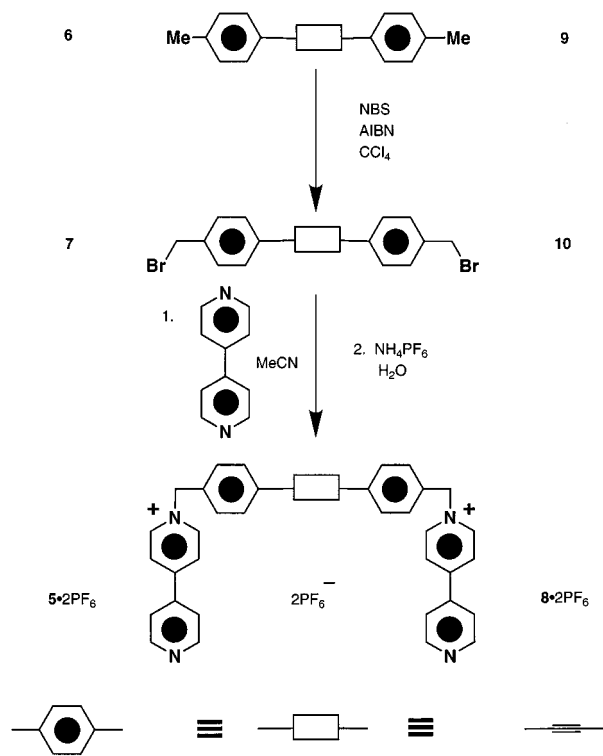 6 Me Me 9
NBS
AIBN
CCl4
7 Br Br 10
1. N
N
MeCN
2. NH4PF6
H2O
+ N N +
5•2PF6 2PF6− 8•2PF6
N N